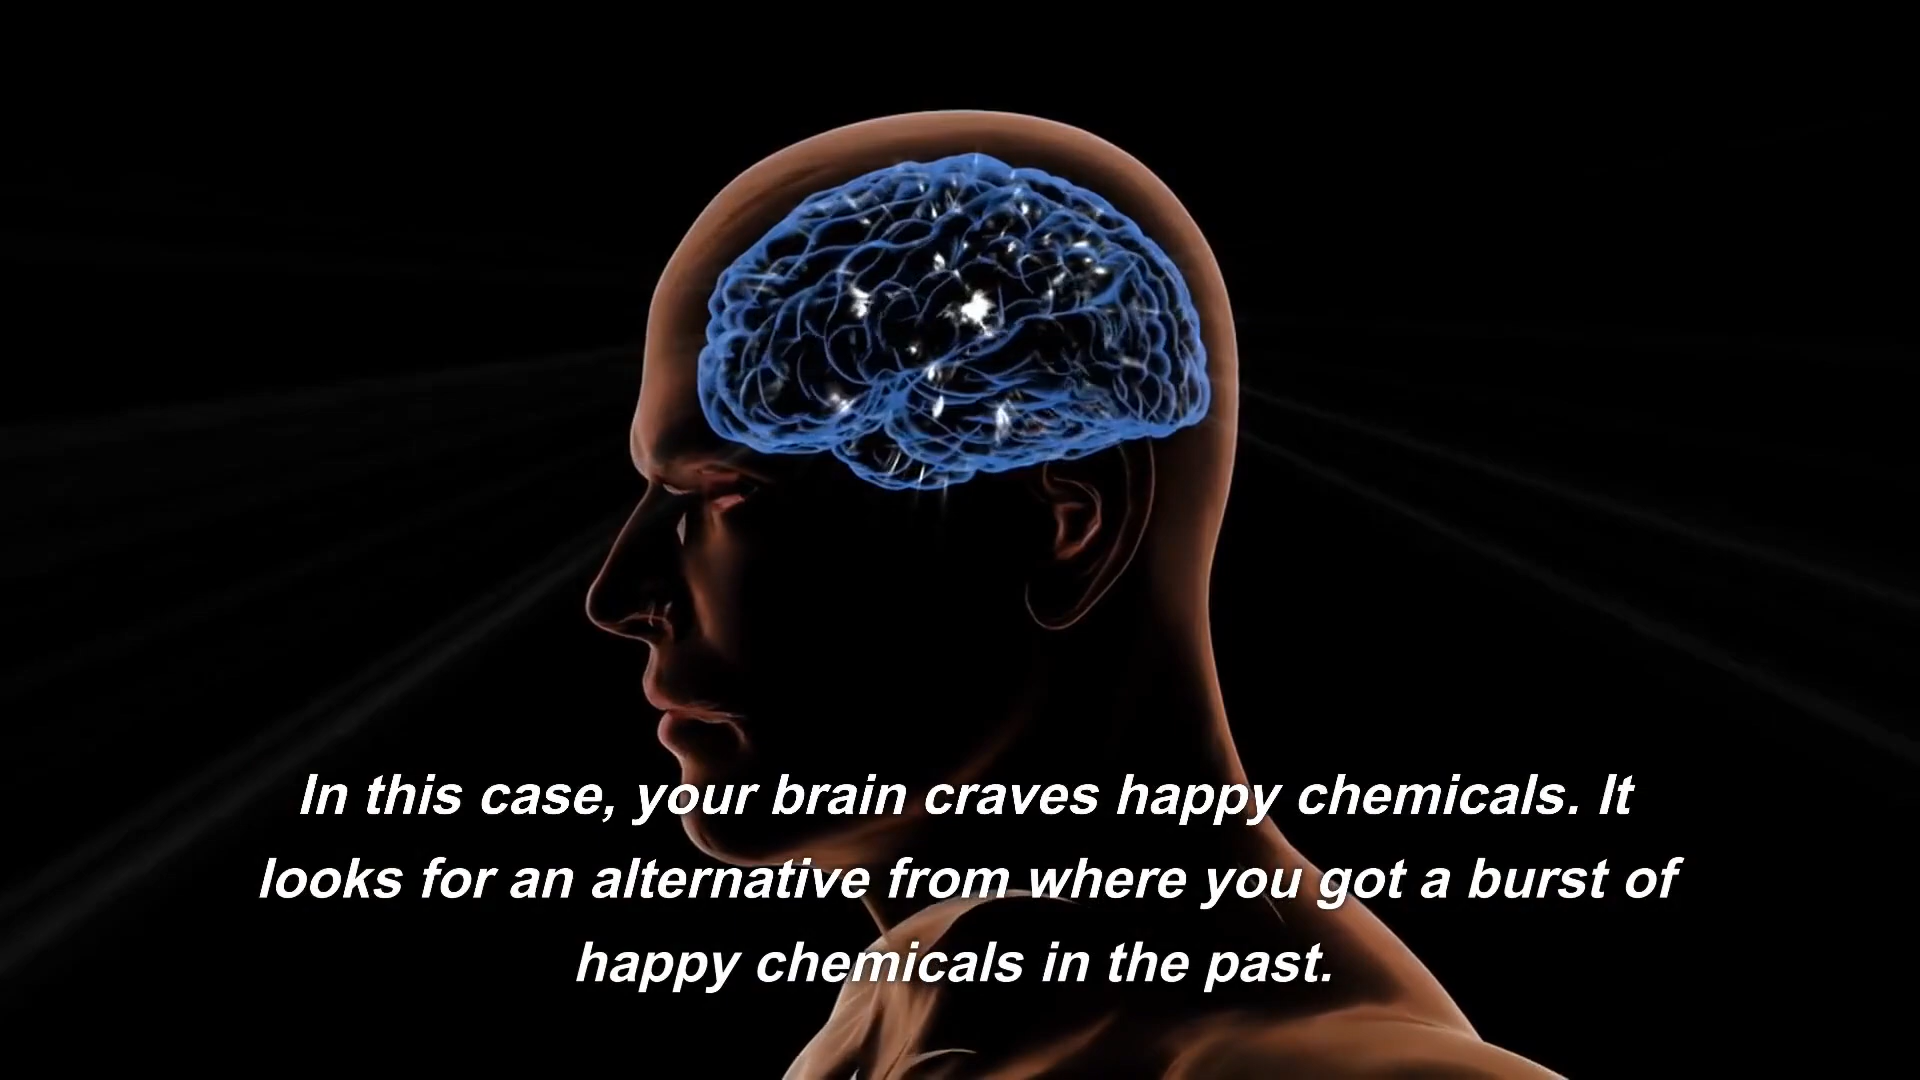 In this case, your brain craves happy chemicals. It
looks for an alternative from where you got a burst of
happy chemicals in the past.